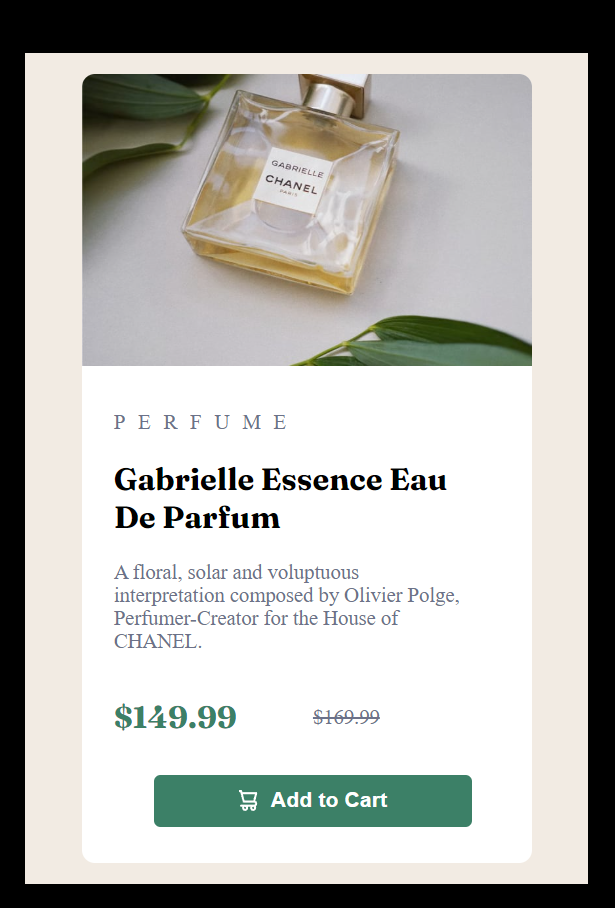 GABRIELLE
CHANEL
PARIS
PERFUME
Gabrielle Essence Eau
De Parfum
A floral, solar and voluptuous
interpretation composed by Olivier Polge,
Perfumer-Creator for the House of
CHANEL.
$149.99 $169.99
Add to Cart